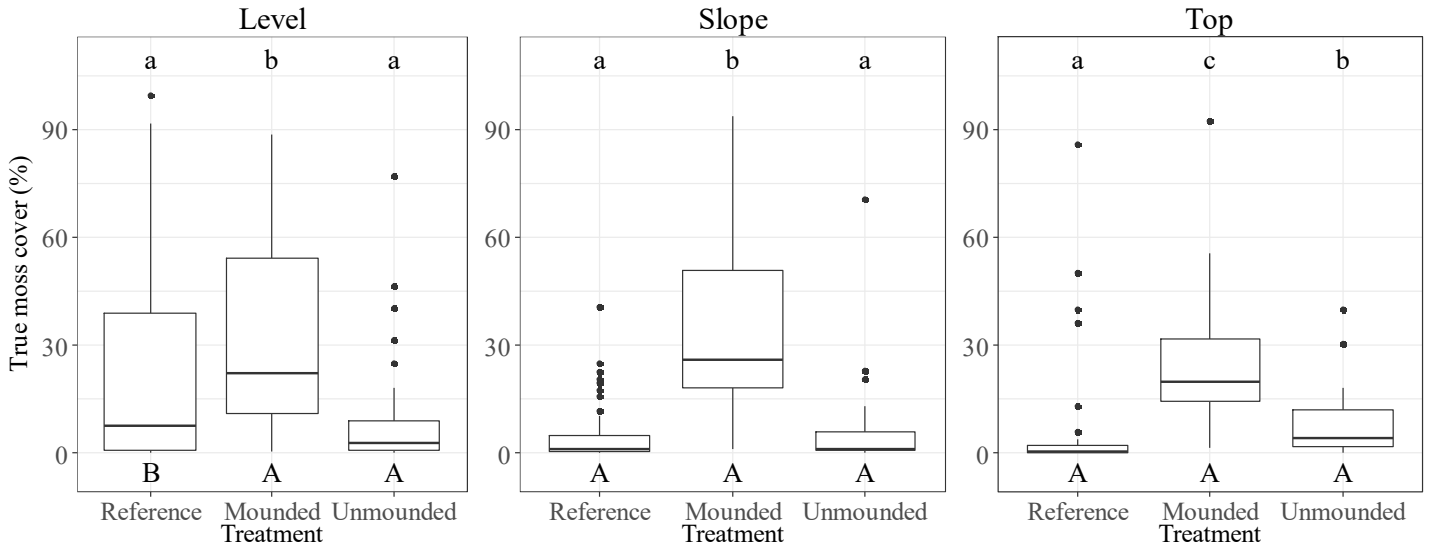 Level
Slope
Top
a b a
a b a
a c b
True moss cover (%)
90
60
30
0
90
60
30
0
90
60
30
0
B A A
A A A
A A A
Reference Mounded Unmounded
Treatment
Reference Mounded Unmounded
Treatment
Reference Mounded Unmounded
Treatment